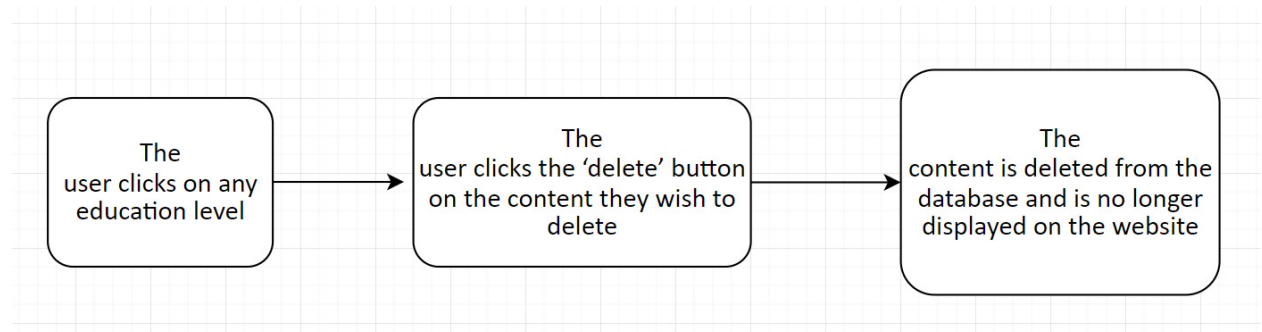 The
user clicks on any
education level
The
user clicks the ‘delete’ button
on the content they wish to
delete
The
content is deleted from the
database and is no longer
displayed on the website